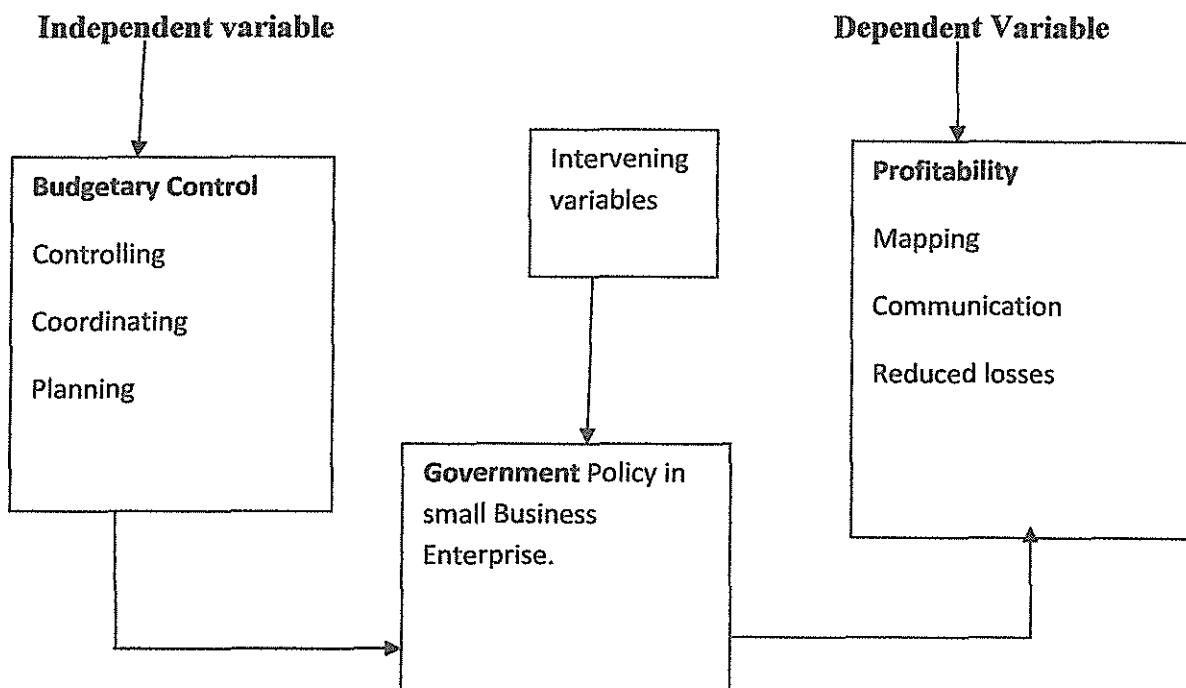 Independent variable
Dependent Variable
Budgetary Control
Controlling
Coordinating
Planning
Intervening
variables
Profitability
Mapping
Communication
Reduced losses
Government Policy in
small Business
Enterprise.